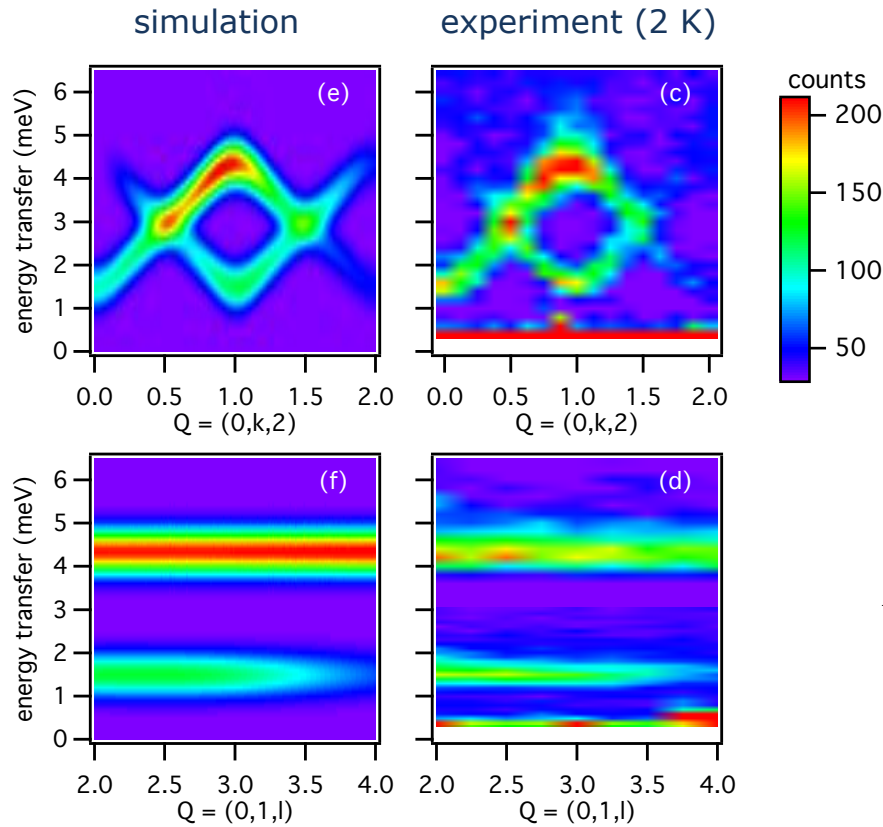 simulation experiment (2 K)
counts
(e) (c)
energy transfer (meV)
6
5
4
3
2
1
0
200
150
100
50
0.0 0.5 1.0 1.5 2.0 0.0 0.5 1.0 1.5 2.0
Q = (0,k,2) Q = (0,k,2)
(f) (d)
energy transfer (meV)
6
5
4
3
2
1
0
2.0 2.5 3.0 3.5 4.0 2.0 2.5 3.0 3.5 4.0
Q = (0,1,l) Q = (0,1,l)